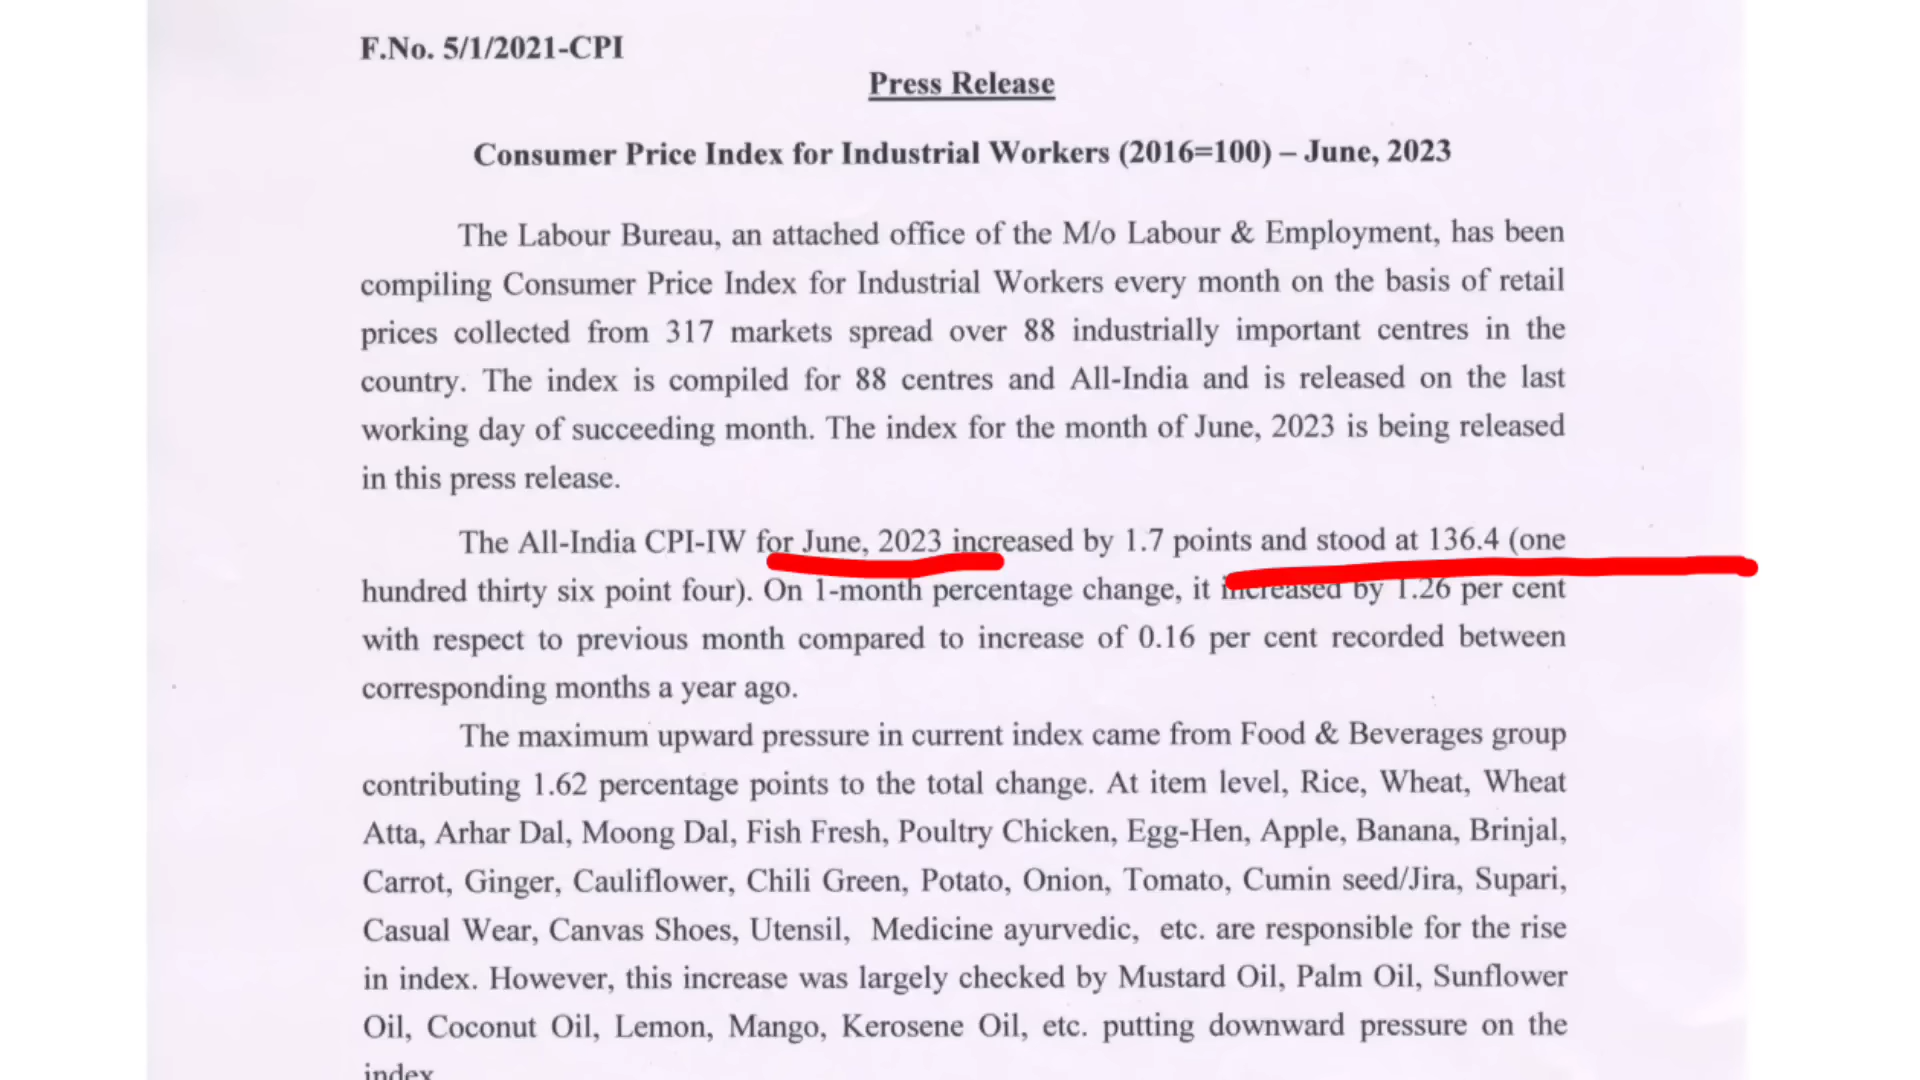 F.No. 5/1/2021-CPI
Press Release
Consumer Price Index for Industrial Workers (2016=100) – June, 2023
The Labour Bureau, an attached office of the M/o Labour & Employment, has been
compiling Consumer Price Index for Industrial Workers every month on the basis of retail
prices collected from 317 markets spread over 88 industrially important centres in the
country. The index is compiled for 88 centres and All-India and is released on the last
working day of succeeding month. The index for the month of June, 2023 is being released
in this press release.
The All-India CPI-IW for June, 2023 increased by 1.7 points and stood at 136.4 (one
hundred thirty six point four). On 1-month percentage change, it increased by 1.26 per cent
with respect to previous month compared to increase of 0.16 per cent recorded between
corresponding months a year ago.
The maximum upward pressure in current index came from Food & Beverages group
contributing 1.62 percentage points to the total change. At item level, Rice, Wheat, Wheat
Atta, Arhar Dal, Moong Dal, Fish Fresh, Poultry Chicken, Egg-Hen, Apple, Banana, Brinjal,
Carrot, Ginger, Cauliflower, Chili Green, Potato, Onion, Tomato, Cumin seed/Jira, Supari,
Casual Wear, Canvas Shoes, Utensil, Medicine ayurvedic, etc. are responsible for the rise
in index. However, this increase was largely checked by Mustard Oil, Palm Oil, Sunflower
Oil, Coconut Oil, Lemon, Mango, Kerosene Oil, etc. putting downward pressure on the
index